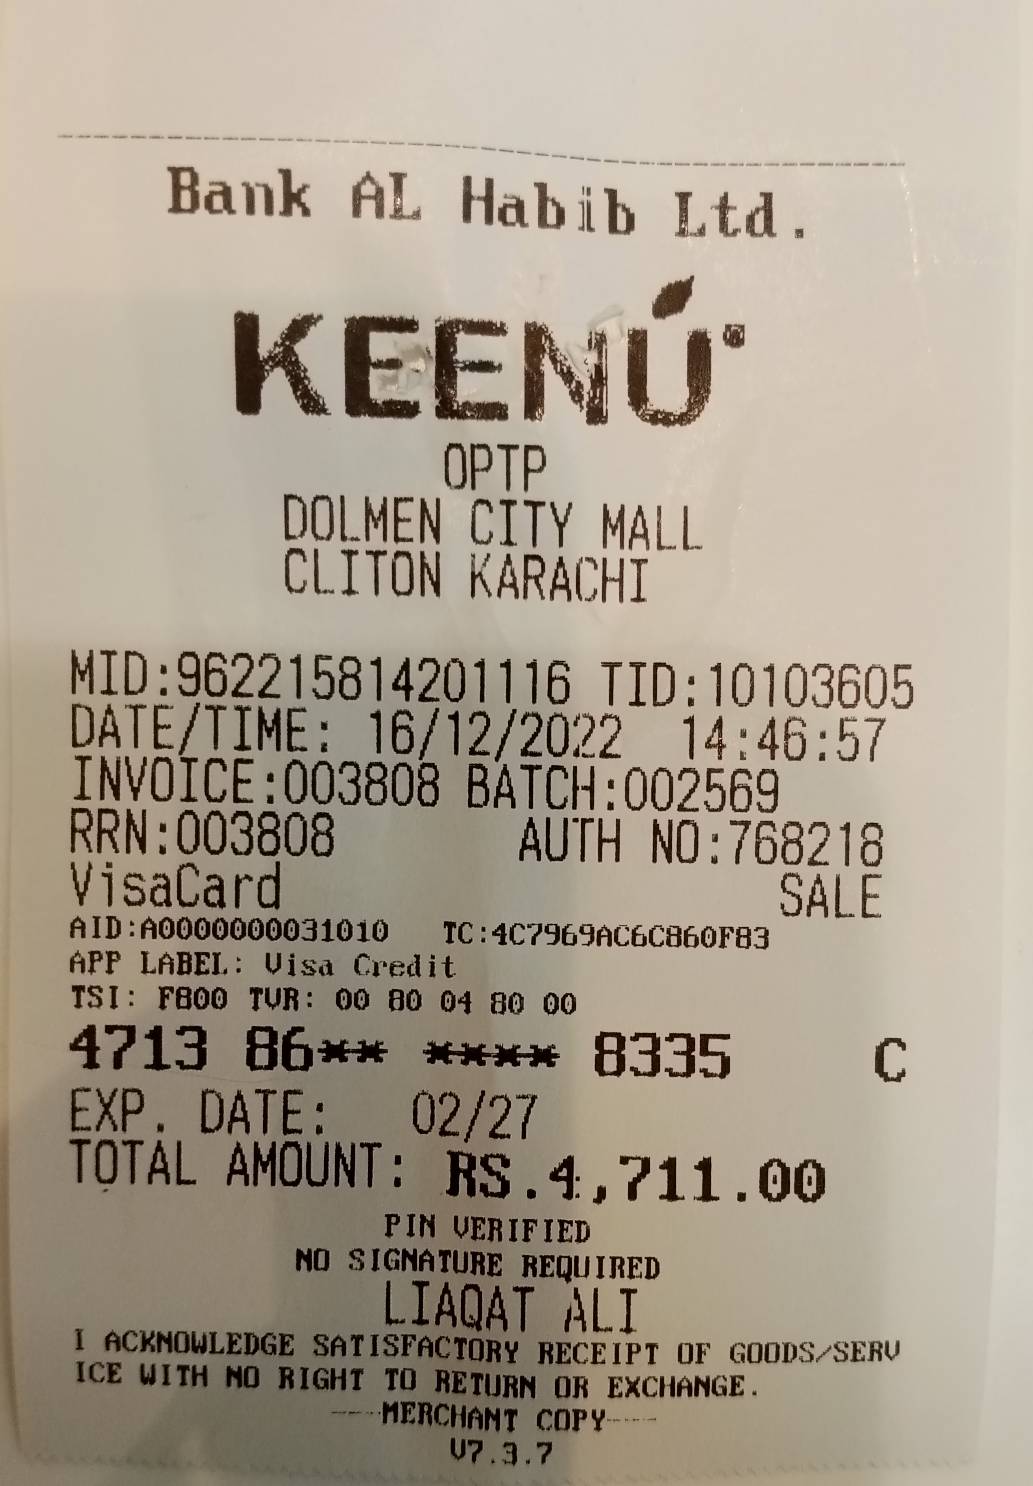 Bank AL Habib Ltd.
KEENÚ
OPTP
DOLMEN CITY MALL
CLITON KARACHI
MID:962215814201116 TID:10103605
DATE/TIME: 16/12/2022 14:46:57
INVOICE:003808 BATCH:002569
RRN:003808 AUTH NO:768218
VisaCard SALE
AID:A0000000031010 TC:4C7969AC6C860F83
APP LABEL: Visa Credit
TSI: F800 TVR: 00 80 04 80 00
4713 86** **** 8335 C
EXP. DATE: 02/27
TOTAL AMOUNT: RS.4,711.00
PIN VERIFIED
NO SIGNATURE REQUIRED
LIAQAT ALI
I ACKNOWLEDGE SATISFACTORY RECEIPT OF GOODS/SERV
ICE WITH NO RIGHT TO RETURN OR EXCHANGE.
----MERCHANT COPY----
V7.3.7